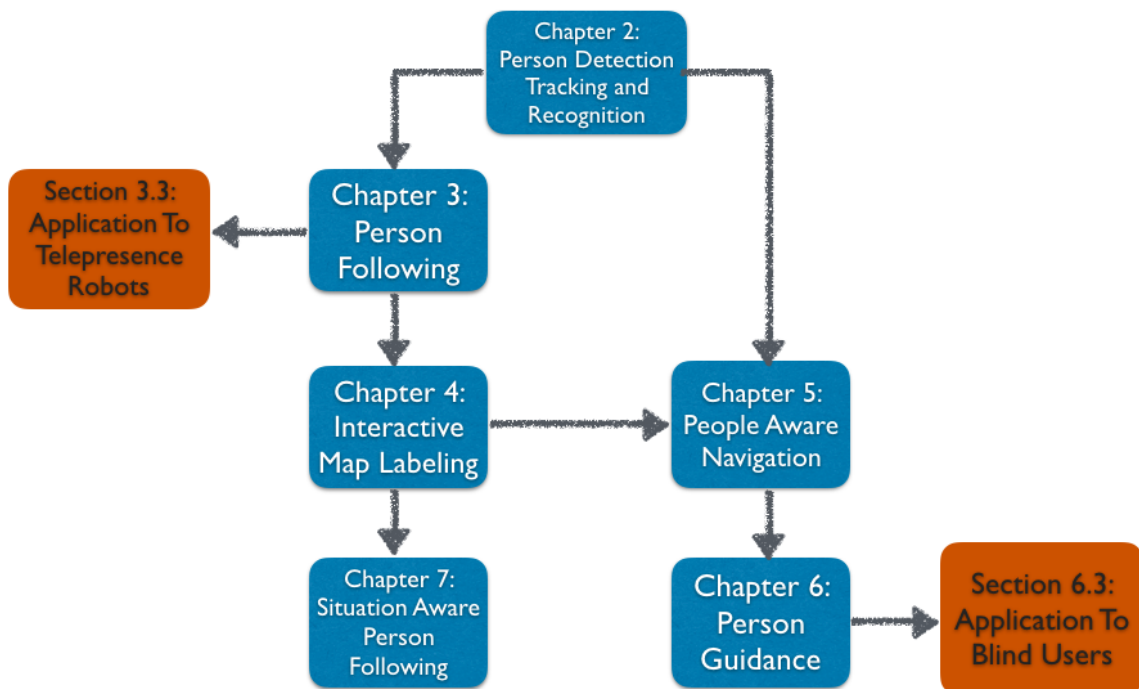 Chapter 2:
Person Detection
Tracking and
Recognition
Section 3.3:
Application To
Telepresence
Robots
Chapter 3:
Person
Following
Chapter 4:
Interactive
Map Labeling
Chapter 5:
People Aware
Navigation
Chapter 7:
Situation Aware
Person
Following
Chapter 6:
Person
Guidance
Section 6.3:
Application To
Blind Users